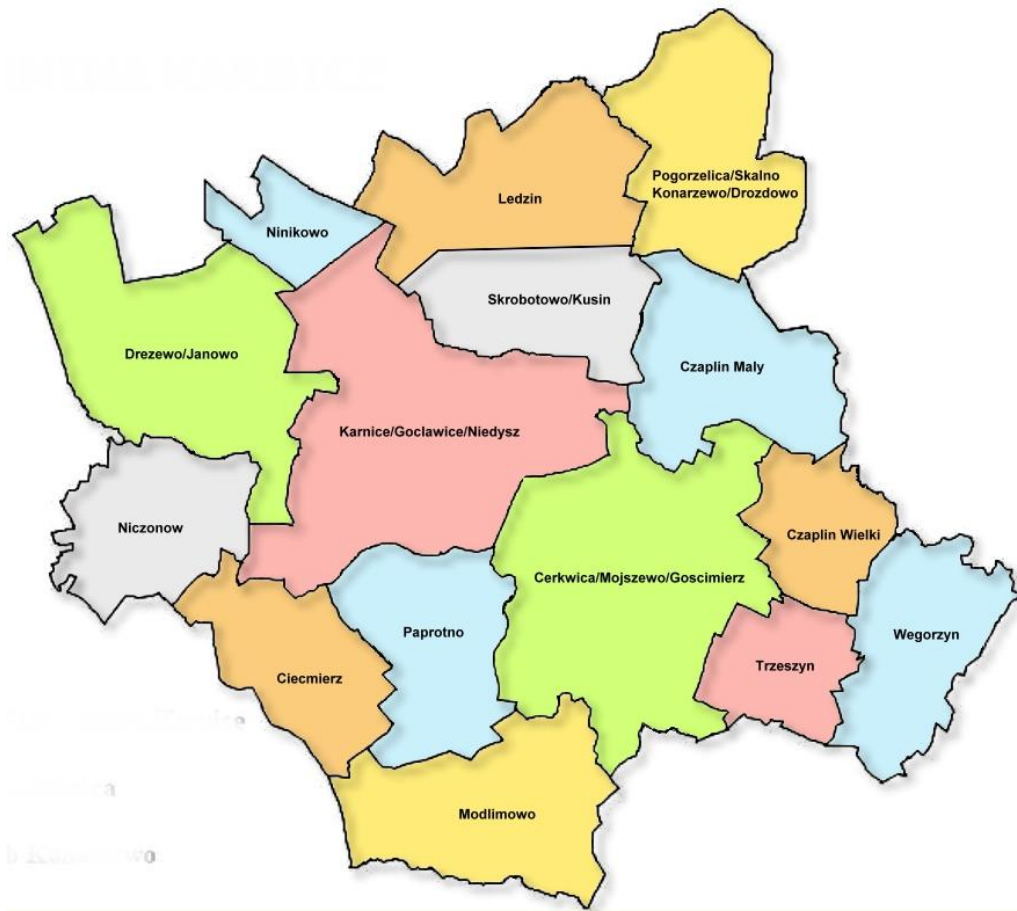 Pogorzelica/Skalno
Konarzewo/Drozdowo
Ledzin
Ninikowo
Skrobotowo/Kusin
Drezewo/Janowo
Czaplin Maly
Karnice/Goclawice/Niedysz
Niczonow
Czaplin Wielki
Cerkwica/Mojszewo/Goscimierz
Paprotno
Wegorzyn
Trzeszyn
Ciecmierz
Modlimowo